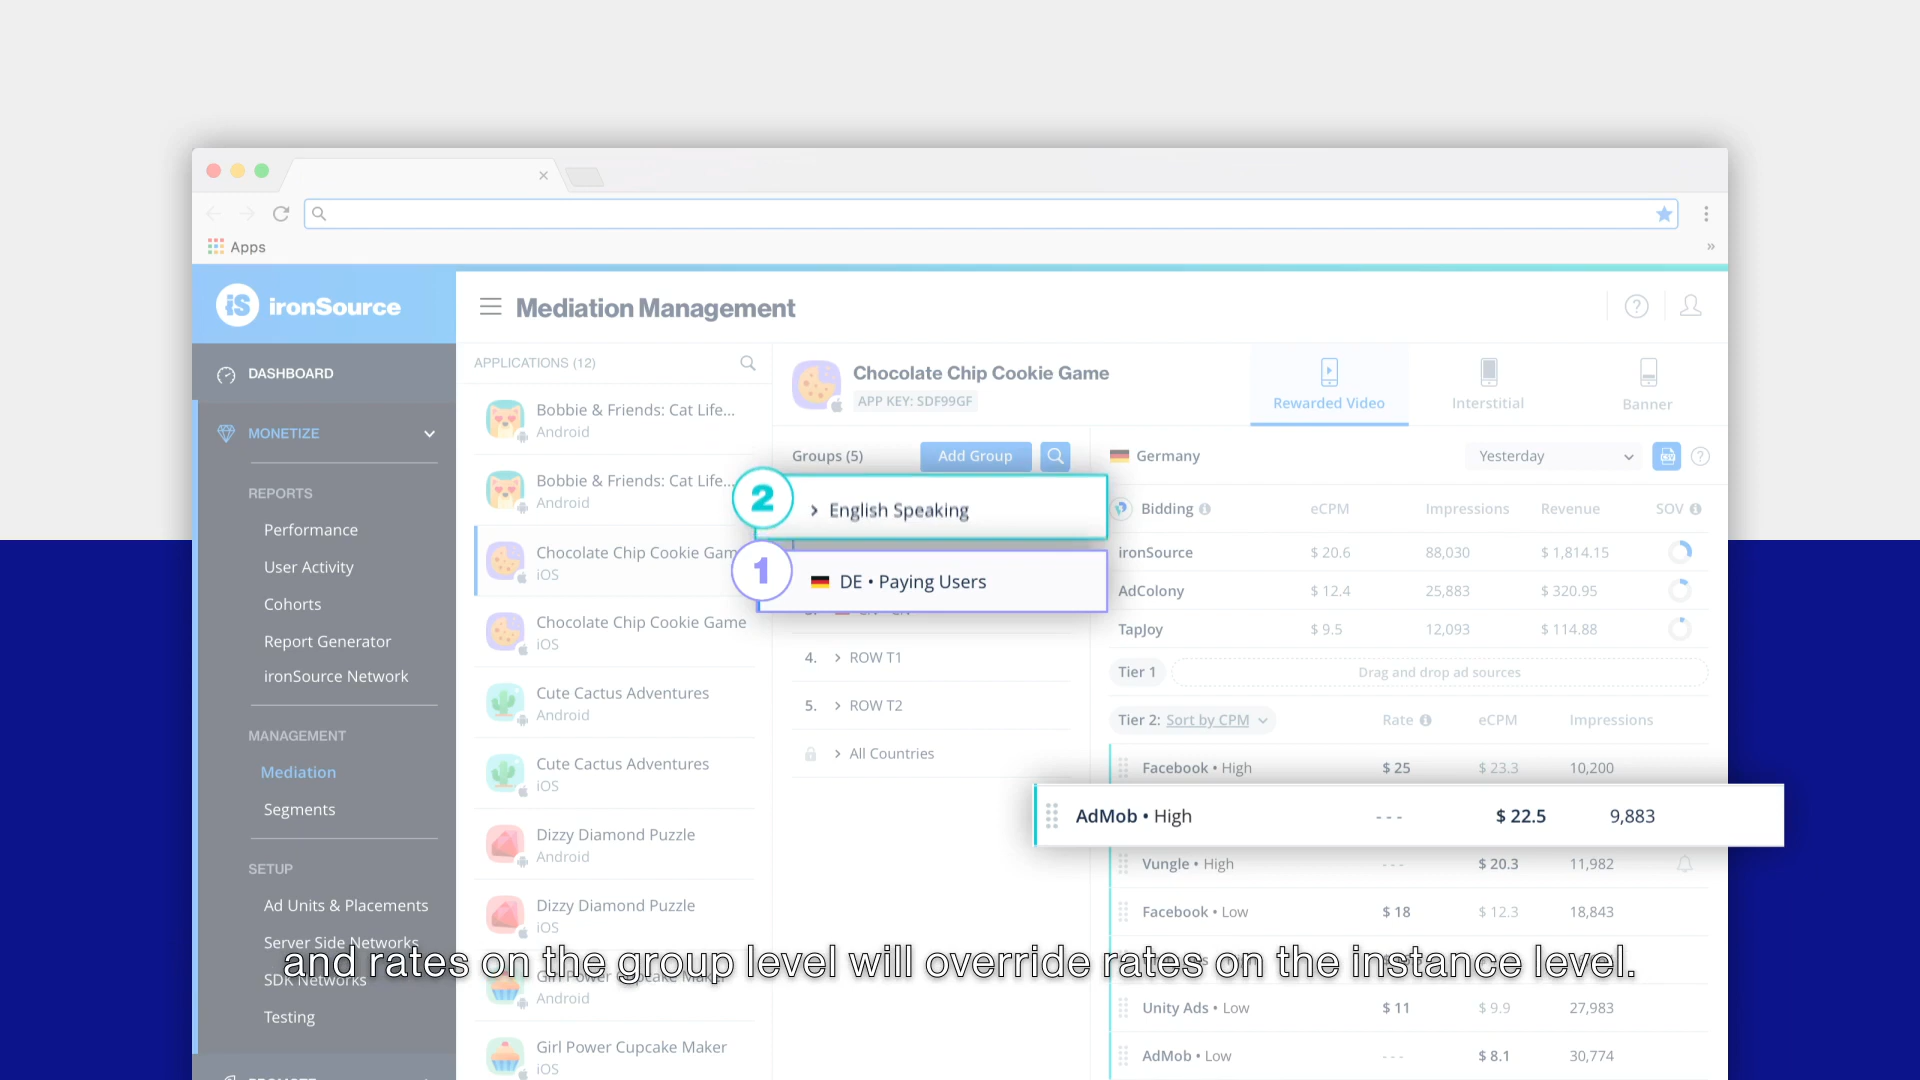 Apps
iS ironSource
Mediation Management
DASHBOARD
MONETIZE
REPORTS
Performance
User Activity
Cohorts
Report Generator
ironSource Network
MANAGEMENT
Mediation
Segments
SETUP
Ad Units & Placements
Server Side Networks
SDK Networks
Testing
APPLICATIONS (12)
Bobbie & Friends: Cat Life...
Android
Bobbie & Friends: Cat Life...
Android
Chocolate Chip Cookie Gam
iOS
Chocolate Chip Cookie Game
iOS
Cute Cactus Adventures
Android
Cute Cactus Adventures
iOS
Dizzy Diamond Puzzle
Android
Dizzy Diamond Puzzle
iOS
Girl Power Cupcake Maker
Android
Girl Power Cupcake Maker
iOS
Chocolate Chip Cookie Game
APP KEY: SDF99GF
Rewarded Video
Interstitial
Banner
Groups (5)
Add Group
2
English Speaking
1
DE • Paying Users
4. ROW T1
5. ROW T2
All Countries
Germany
Yesterday
Bidding eCPM Impressions Revenue SOV
ironSource $ 20.6 88,030 $ 1,814.15
AdColony $ 12.4 25,883 $ 320.95
TapJoy $ 9.5 12,093 $ 114.88
Tier 1 Drag and drop ad sources
Tier 2: Sort by CPM Rate eCPM Impressions
Facebook • High $ 25 $ 23.3 10,200
AdMob • High --- $ 22.5 9,883
Vungle • High --- $ 20.3 11,982
Facebook • Low $ 18 $ 12.3 18,843
and rates on the group level will override rates on the instance level.
Unity Ads • Low $ 11 $ 9.9 27,983
AdMob • Low --- $ 8.1 30,774